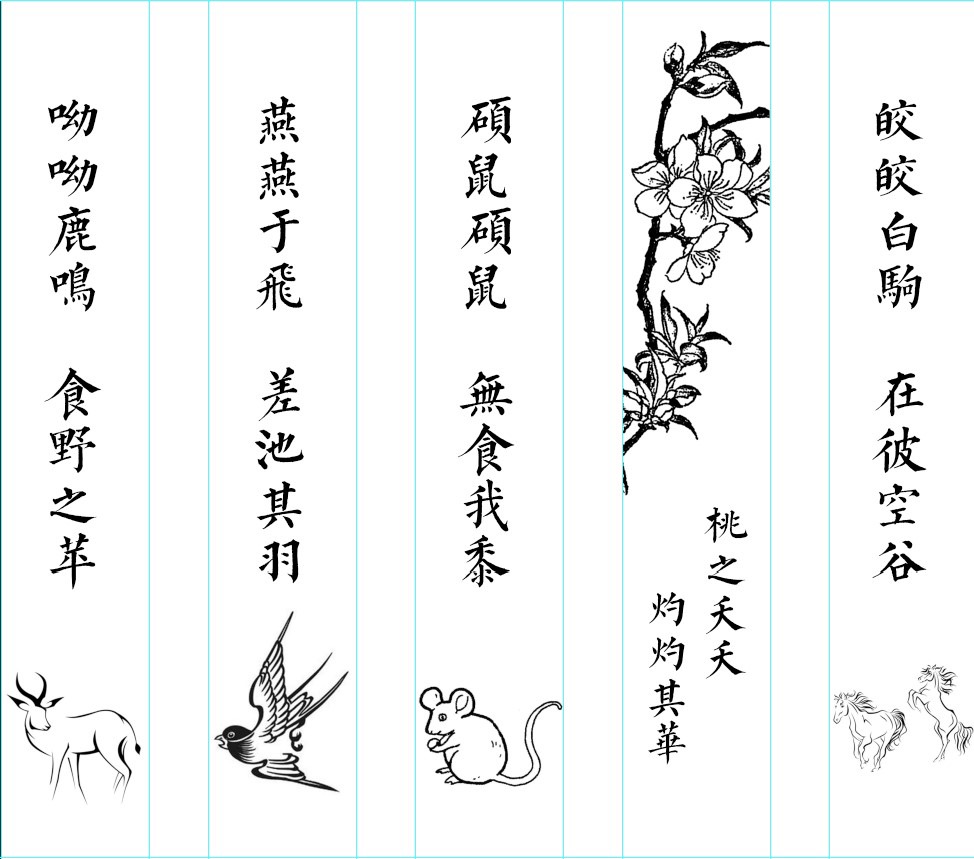 皎皎白駒 在彼空谷
桃之夭夭
灼灼其華
碩鼠碩鼠 無食我黍
燕燕于飛 差池其羽
呦呦鹿鳴 食野之苹